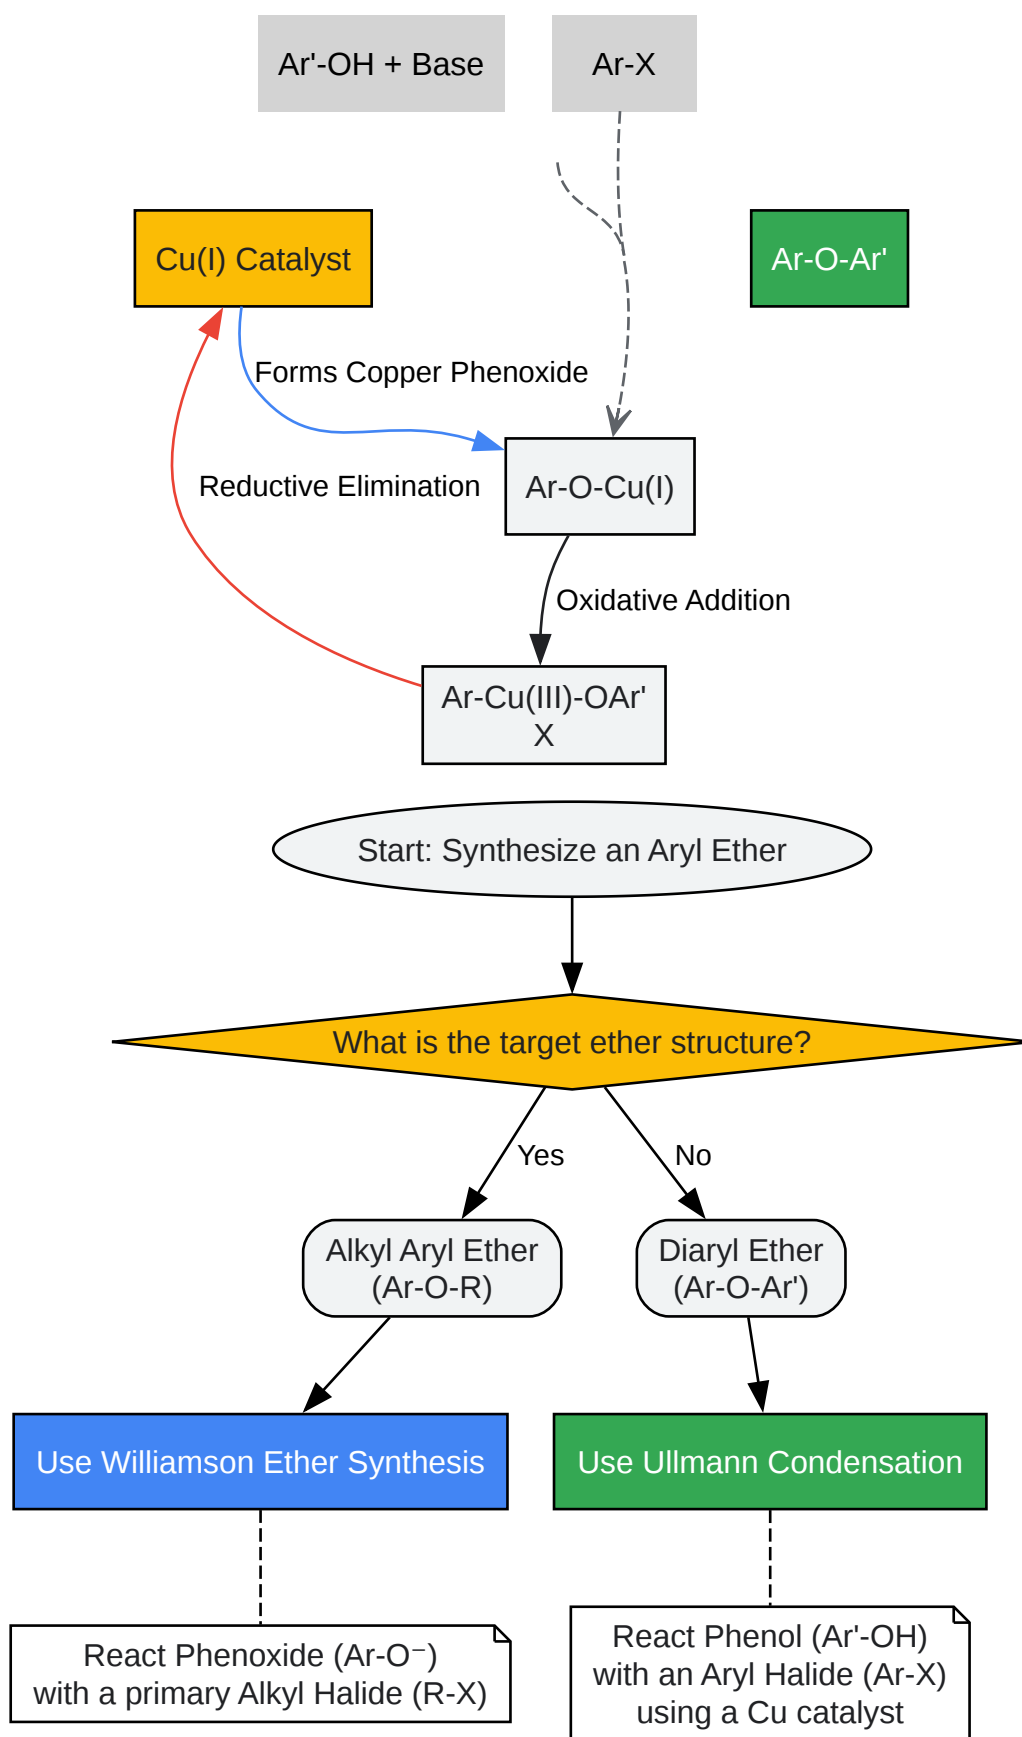 Ar'-OH + Base
Ar-X
Cu(I) Catalyst
Ar-O-Ar'
Forms Copper Phenoxide
Reductive Elimination
Ar-O-Cu(I)
Oxidative Addition
Ar-Cu(III)-OAr'
X
Start: Synthesize an Aryl Ether
What is the target ether structure?
Yes
No
Alkyl Aryl Ether
(Ar-O-R)
Diaryl Ether
(Ar-O-Ar')
Use Williamson Ether Synthesis
Use Ullmann Condensation
React Phenoxide (Ar-O⁻)
with a primary Alkyl Halide (R-X)
React Phenol (Ar'-OH)
with an Aryl Halide (Ar-X)
using a Cu catalyst